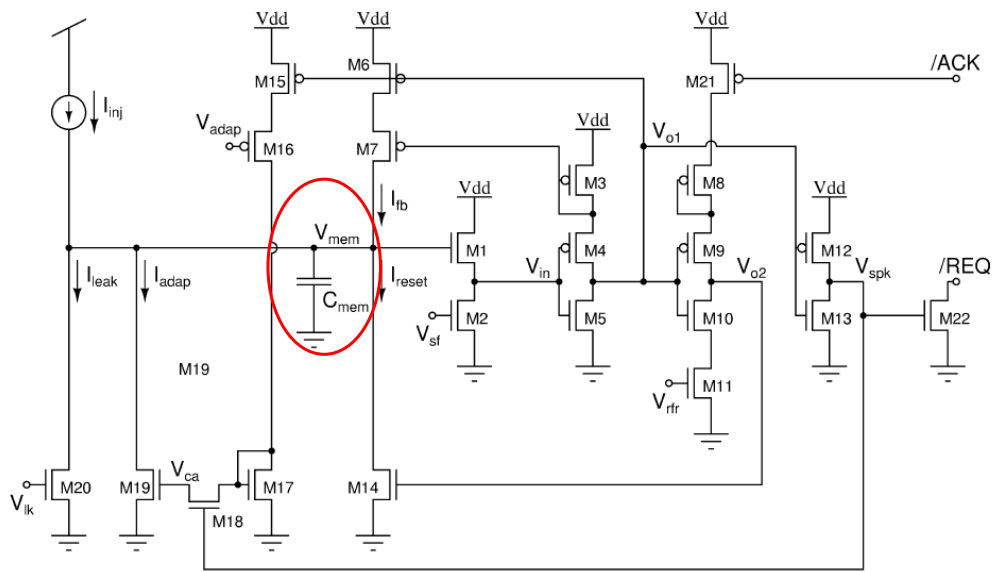 Vdd
Vdd
Vdd
M15
M6
M21
/ACK
Iinj
Vadap
M16
M7
Vdd
Vo1
M3
M8
Ifb
Vdd
Vdd
Vmem
M1
M4
M9
M12
Ileak
Iadap
Cmem
Ireset
Vin
Vo2
Vspk
/REQ
Vsf
M2
M5
M10
M13
M22
M19
Vrfr
M11
Vlk
M20
M19
Vca
M18
M17
M14